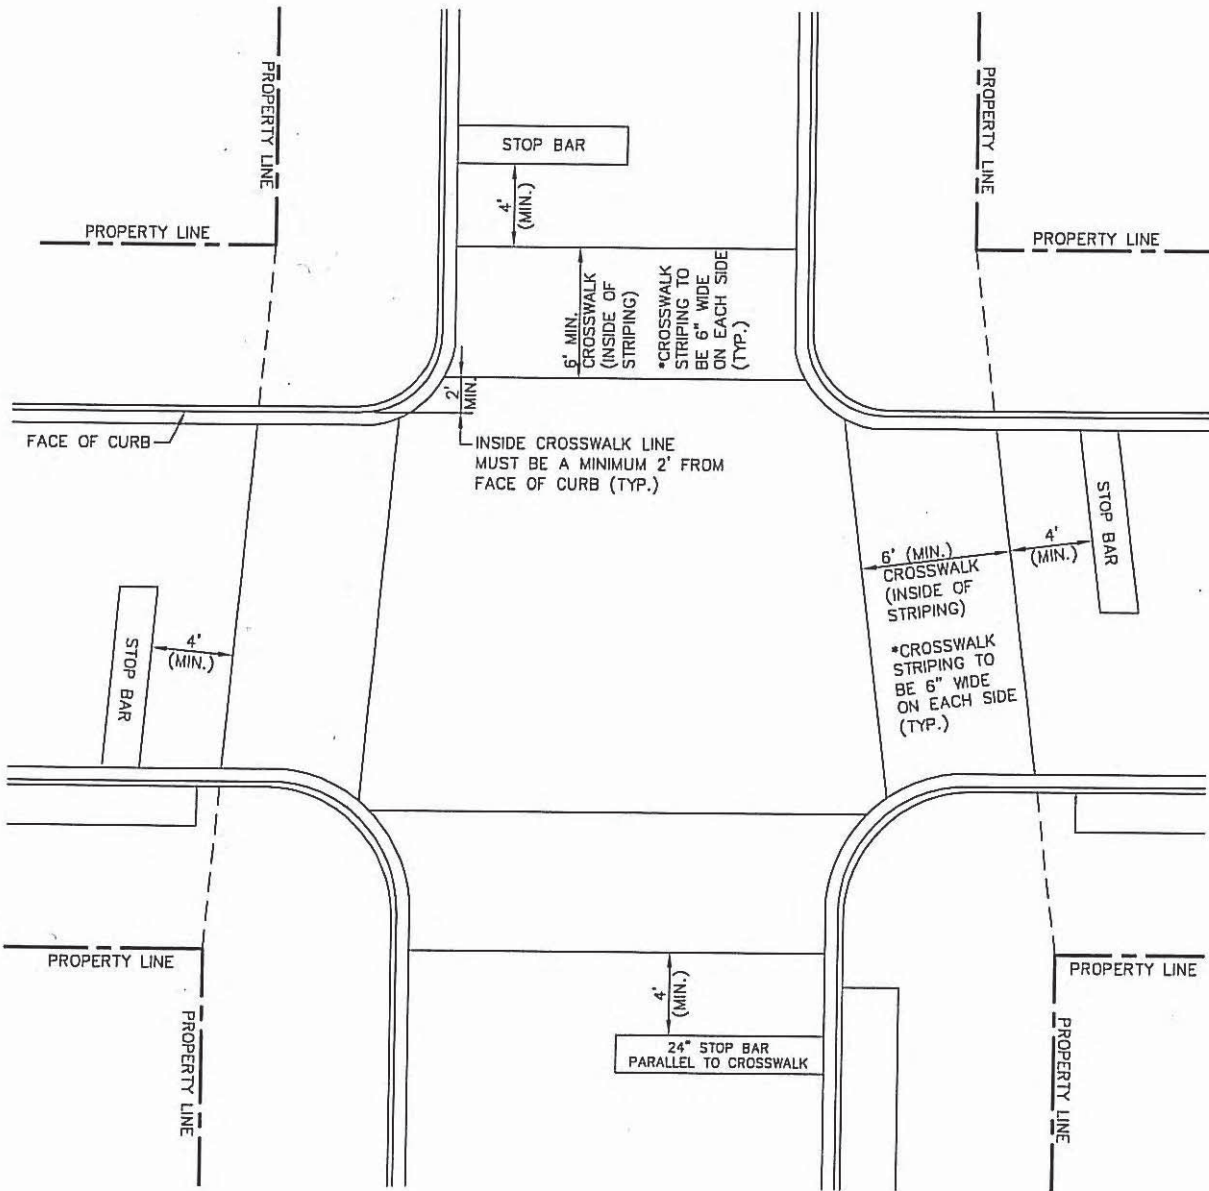 PROPERTY LINE
PROPERTY LINE
STOP BAR
4'
(MIN.)
PROPERTY LINE
PROPERTY LINE
6' MIN.
CROSSWALK
(INSIDE OF
STRIPING)
*CROSSWALK
STRIPING TO
BE 6" WIDE
ON EACH SIDE
(TYP.)
2'
MIN.
FACE OF CURB
INSIDE CROSSWALK LINE
MUST BE A MINIMUM 2' FROM
FACE OF CURB (TYP.)
STOP BAR
4'
(MIN.)
6' (MIN.)
CROSSWALK
(INSIDE OF
STRIPING)
*CROSSWALK
STRIPING TO
BE 6" WIDE
ON EACH SIDE
(TYP.)
STOP BAR
4'
(MIN.)
PROPERTY LINE
PROPERTY LINE
4'
(MIN.)
24" STOP BAR
PARALLEL TO CROSSWALK
PROPERTY LINE
PROPERTY LINE